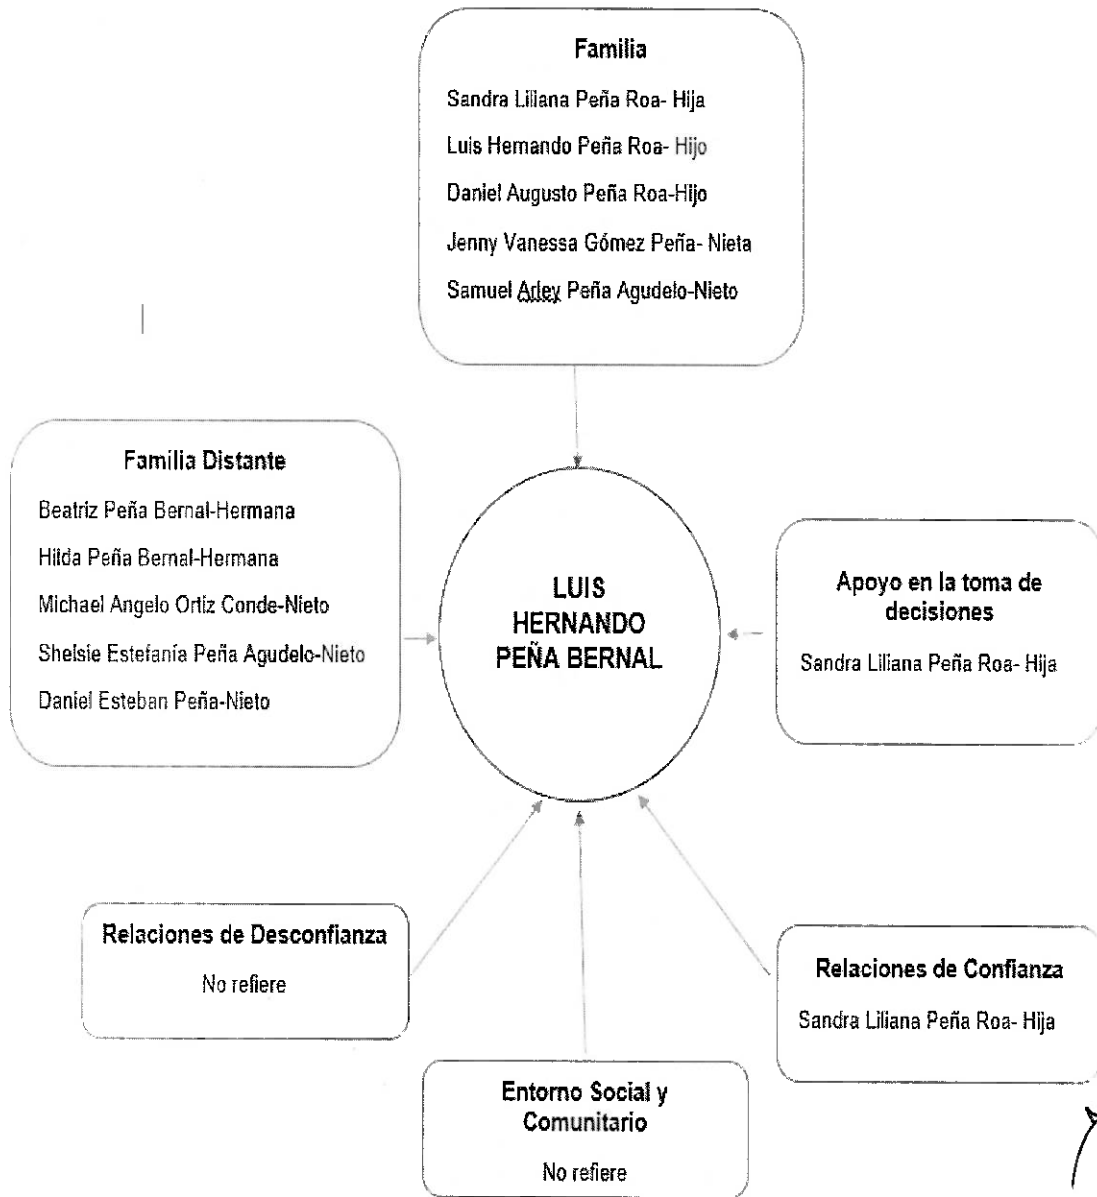 Familia
Sandra Liliana Peña Roa- Hija
Luis Hernando Peña Roa- Hijo
Daniel Augusto Peña Roa-Hijo
Jenny Vanessa Gómez Peña- Nieta
Samuel Arley Peña Agudelo-Nieto
Familia Distante
Beatriz Peña Bernal-Hermana
Hilda Peña Bernal-Hermana
Michael Angelo Ortiz Conde-Nieto
Shelsie Estefanía Peña Agudelo-Nieto
Daniel Esteban Peña-Nieto
LUIS
HERNANDO
PEÑA BERNAL
Apoyo en la toma de
decisiones
Sandra Liliana Peña Roa- Hija
Relaciones de Desconfianza
No refiere
Entorno Social y
Comunitario
No refiere
Relaciones de Confianza
Sandra Liliana Peña Roa- Hija